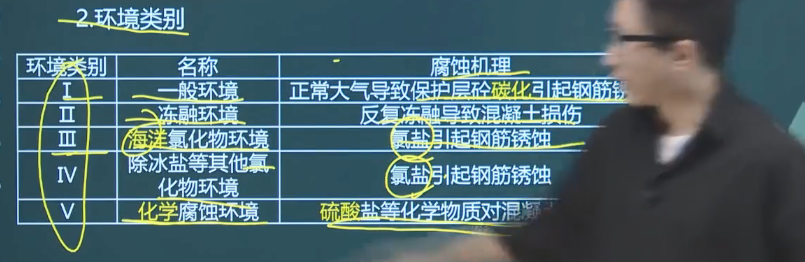 2.环境类别
环境类别 名称 腐蚀机理
Ⅰ 一般环境 正常大气导致保护层砼碳化引起钢筋锈
Ⅱ 冻融环境 反复冻融导致混凝土损伤
Ⅲ 海洋氯化物环境 氯盐引起钢筋锈蚀
Ⅳ 除冰盐等其他氯
化物环境 氯盐引起钢筋锈蚀
Ⅴ 化学腐蚀环境 硫酸盐等化学物质对混凝